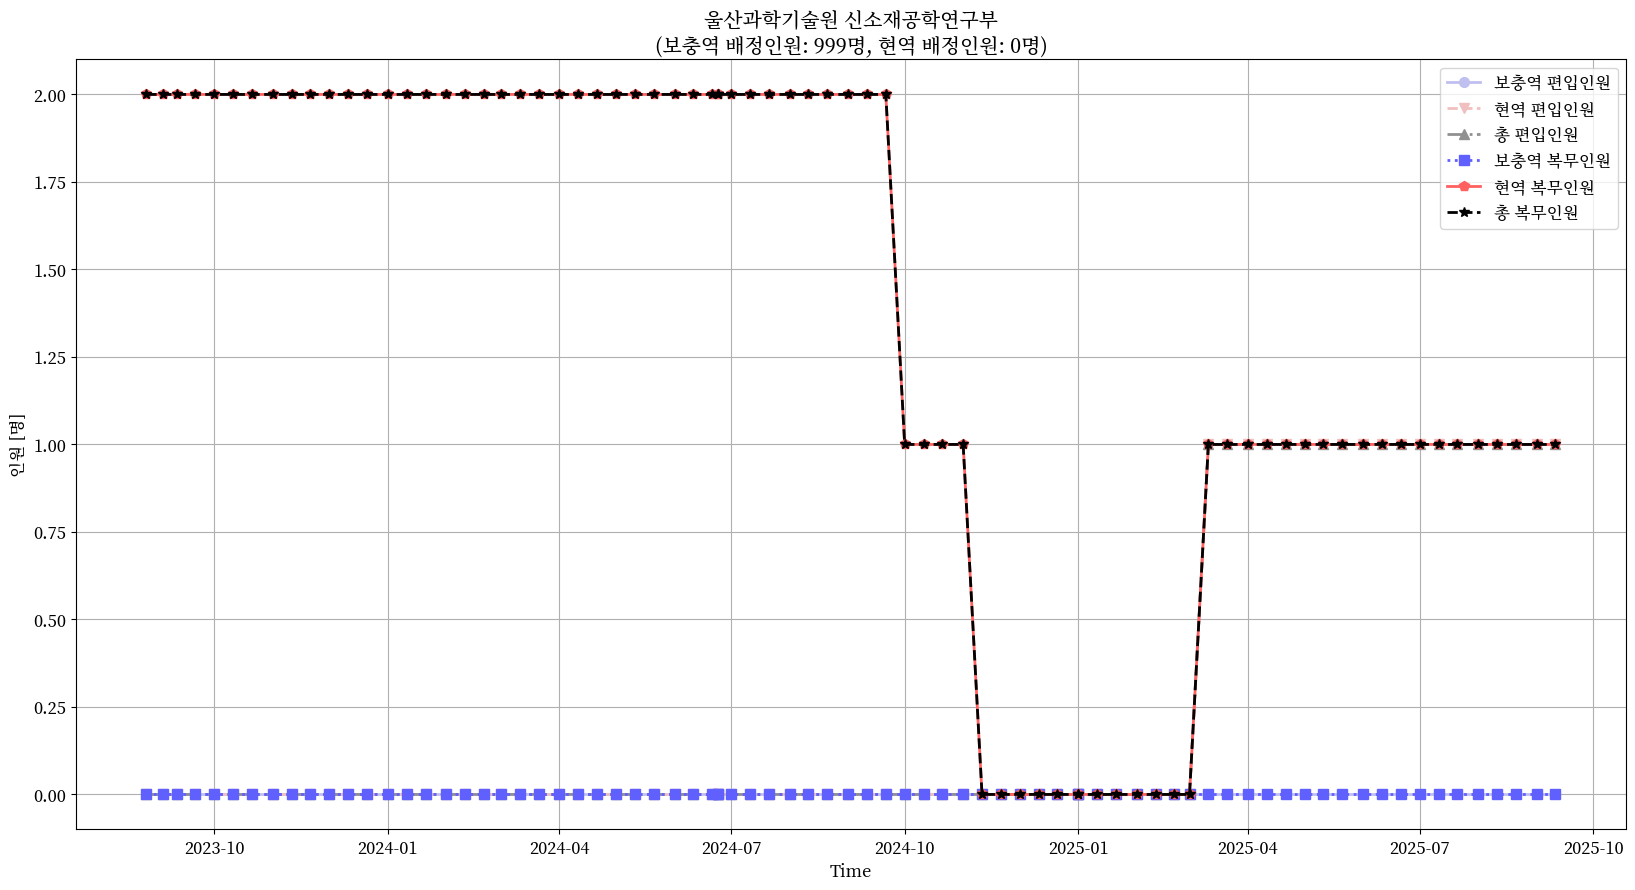 울산과학기술원 신소재공학연구부
(보충역 배정인원: 999명, 현역 배정인원: 0명)
보충역 편입인원
현역 편입인원
총 편입인원
보충역 복무인원
현역 복무인원
총 복무인원
2.00
1.75
1.50
1.25
1.00
0.75
0.50
0.25
0.00
인원 [명]
2023-10
2024-01
2024-04
2024-07
2024-10
2025-01
2025-04
2025-07
2025-10
Time